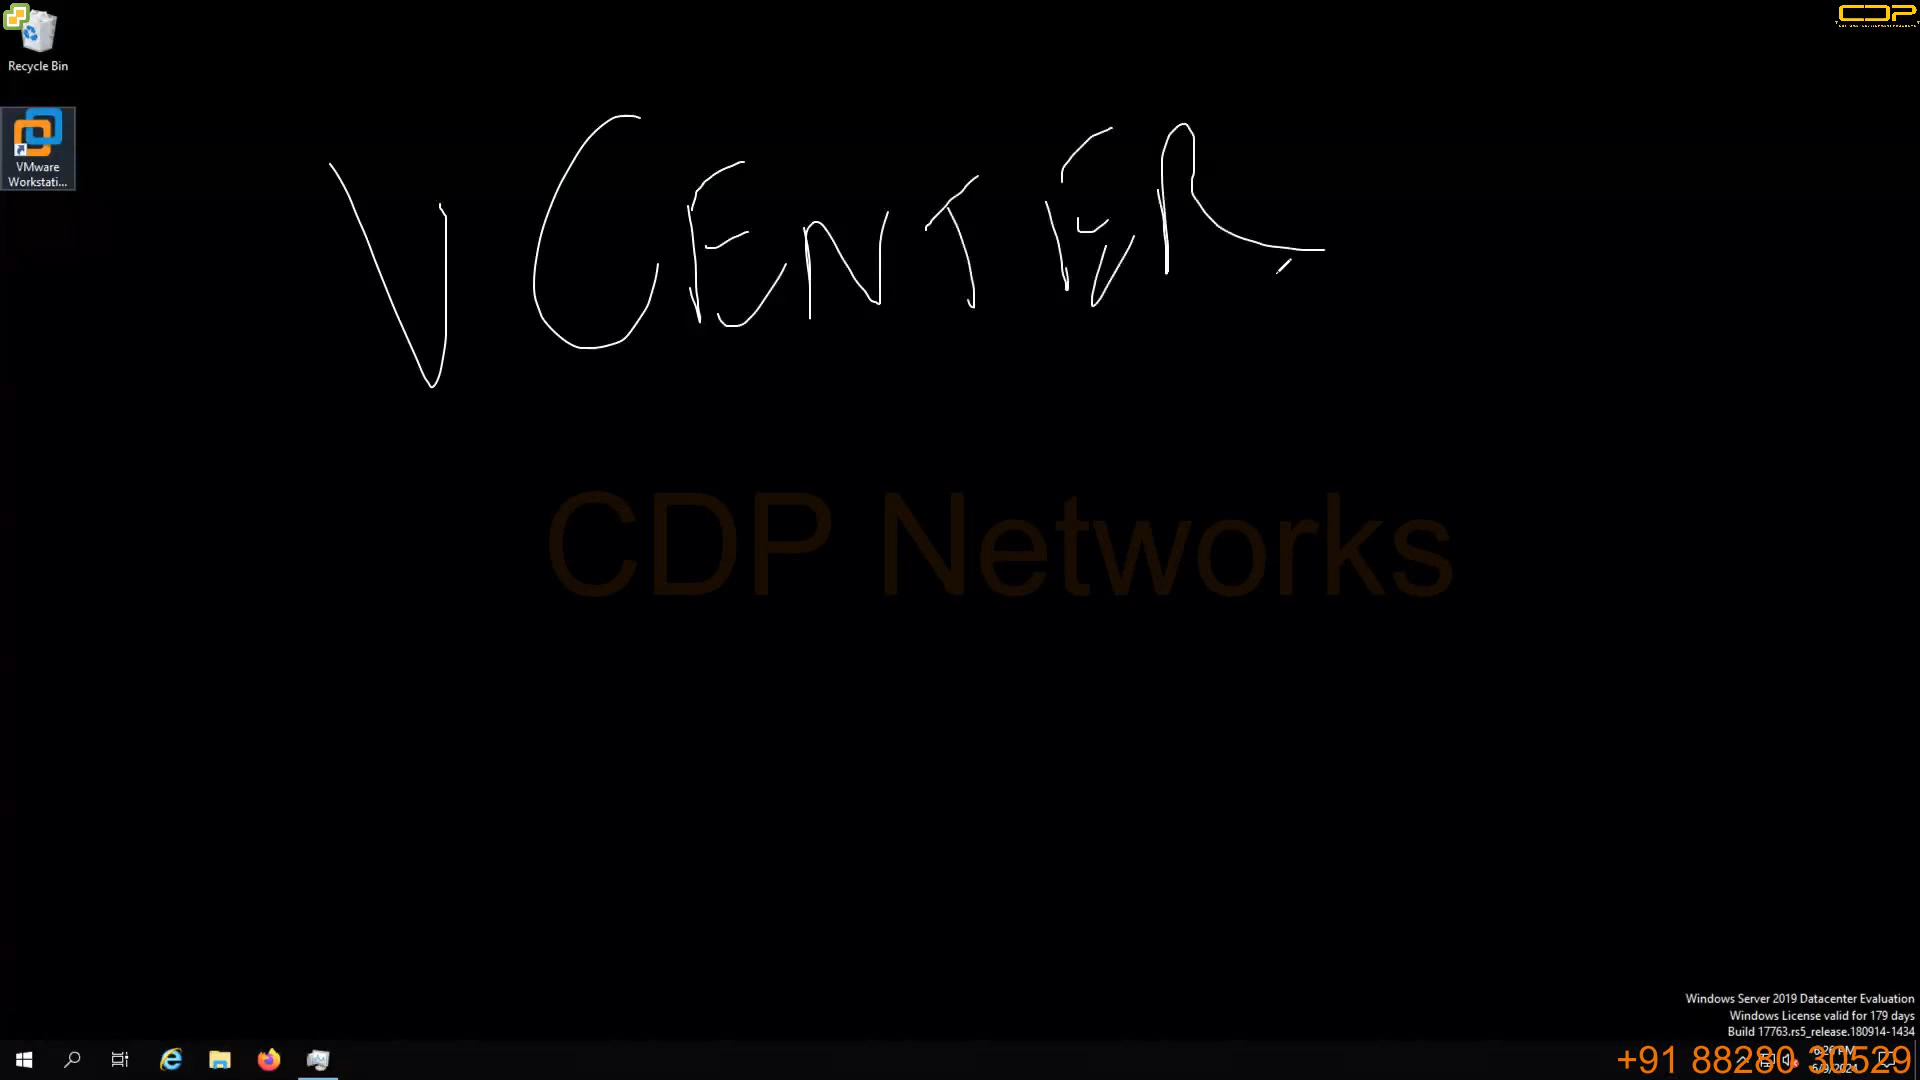 CDP
Recycle Bin
VMware
Workstati...
VCENTER
CDP Networks
Windows Server 2019 Datacenter Evaluation
Windows License valid for 179 days
Build 17763.rs5_release.180914-1434
+91 88280 30529